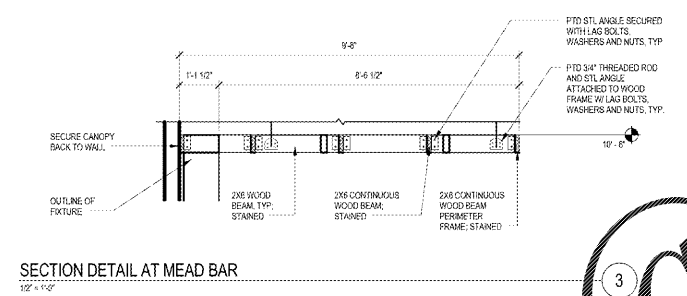 PTD STL ANGLE SECURED
WITH LAG BOLTS,
WASHERS AND NUTS, TYP
9'-8"
1'-1 1/2"
8'-6 1/2"
PTD 3/4" THREADED ROD
AND STL ANGLE
ATTACHED TO WOOD
FRAME W/ LAG BOLTS,
WASHERS AND NUTS, TYP.
SECURE CANOPY
BACK TO WALL
10' - 6"
OUTLINE OF
FIXTURE
2X6 WOOD
BEAM, TYP;
STAINED
2X6 CONTINUOUS
WOOD BEAM;
STAINED
2X6 CONTINUOUS
WOOD BEAM
PERIMETER
FRAME; STAINED
SECTION DETAIL AT MEAD BAR
1/2" = 1'-0"
3